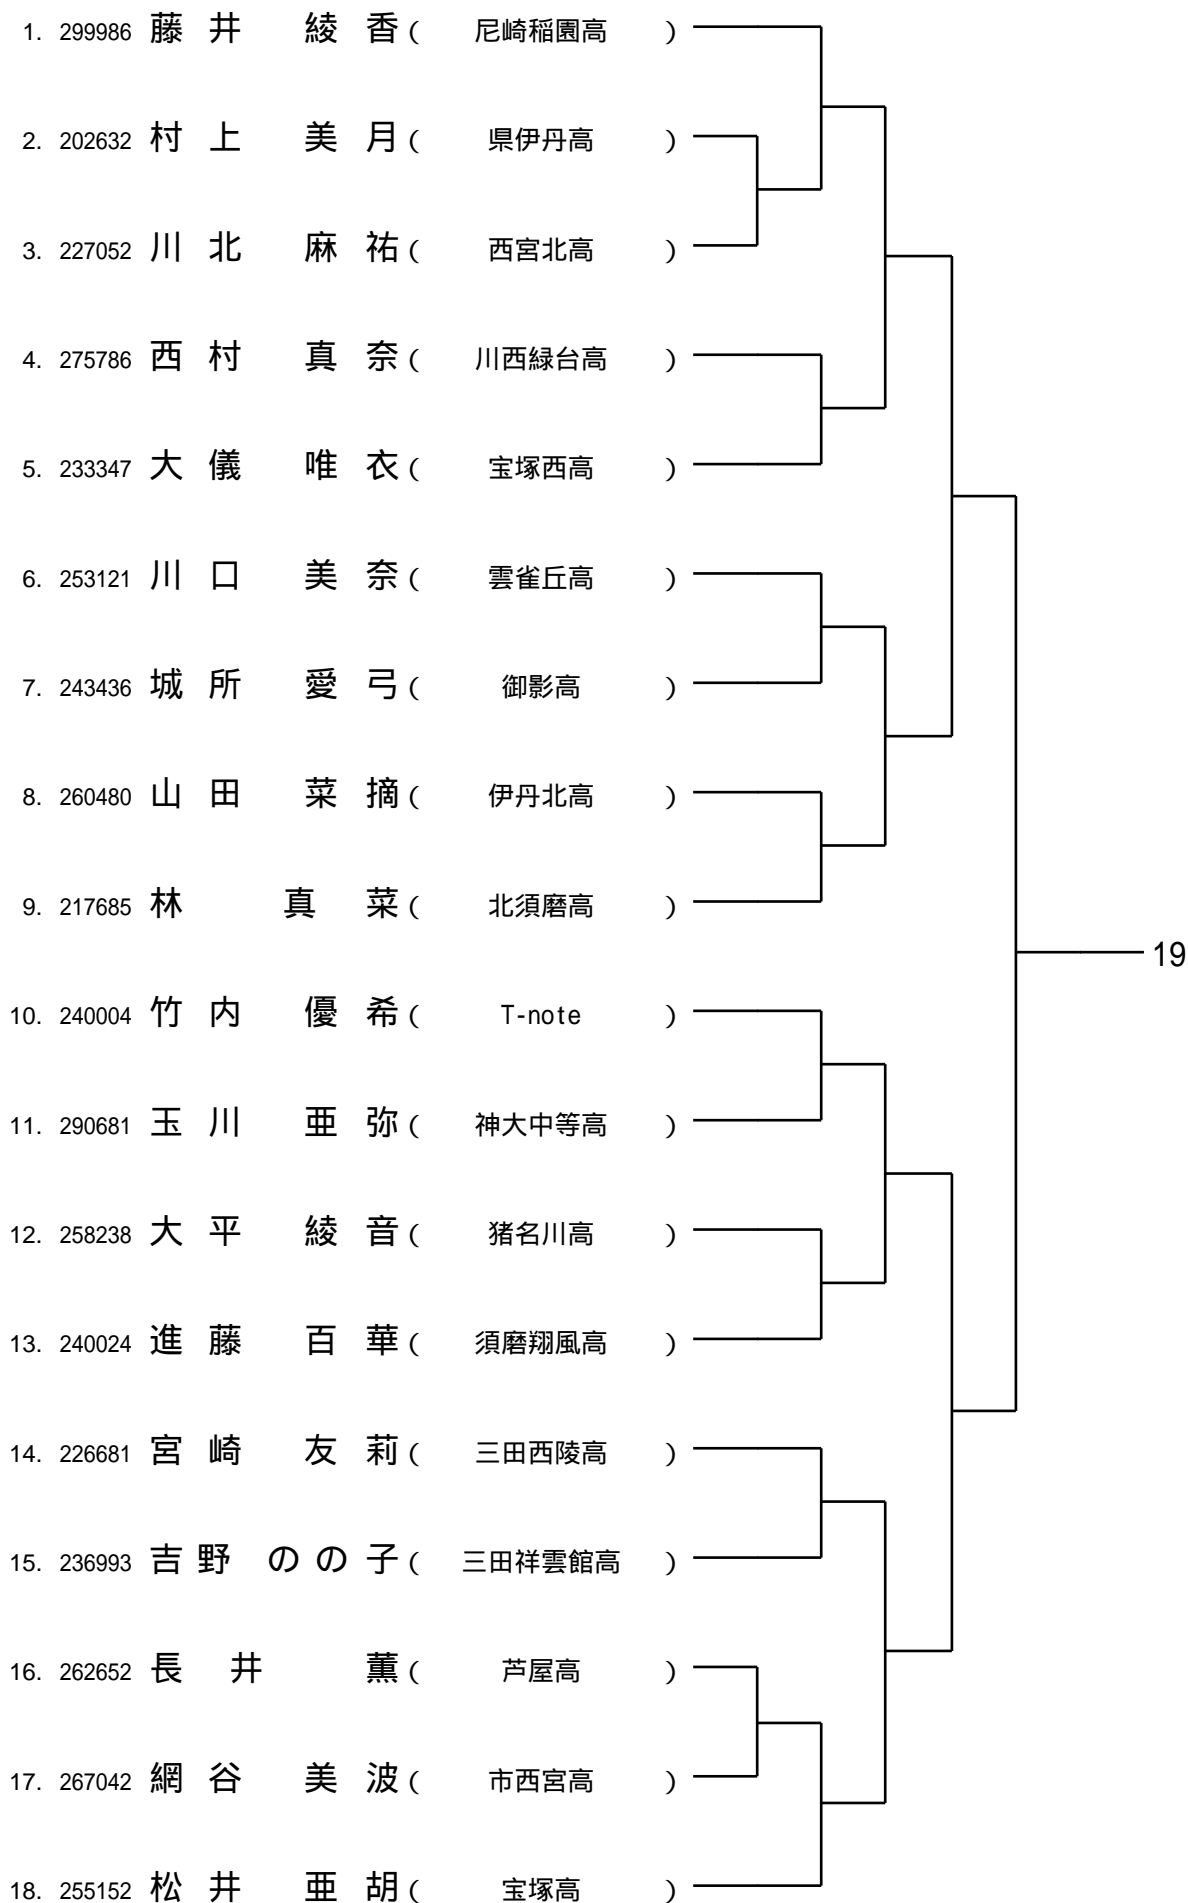 1. 299986 藤井 綾香 ( 尼崎稲園高 )
2. 202632 村上 美月 ( 県伊丹高 )
3. 227052 川北 麻祐 ( 西宮北高 )
4. 275786 西村 真奈 ( 川西緑台高 )
5. 233347 大儀 唯衣 ( 宝塚西高 )
6. 253121 川口 美奈 ( 雲雀丘高 )
7. 243436 城所 愛弓 ( 御影高 )
8. 260480 山田 菜摘 ( 伊丹北高 )
9. 217685 林 真菜 ( 北須磨高 )
19
10. 240004 竹内 優希 ( T-note )
11. 290681 玉川 亜弥 ( 神大中等高 )
12. 258238 大平 綾音 ( 猪名川高 )
13. 240024 進藤 百華 ( 須磨翔風高 )
14. 226681 宮崎 友莉 ( 三田西陵高 )
15. 236993 吉野 のの子 ( 三田祥雲館高 )
16. 262652 長井 薫 ( 芦屋高 )
17. 267042 網谷 美波 ( 市西宮高 )
18. 255152 松井 亜胡 ( 宝塚高 )